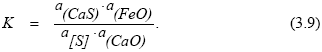 K = a(CaS) · a(FeO) / a[S] · a(CaO) . (3.9)